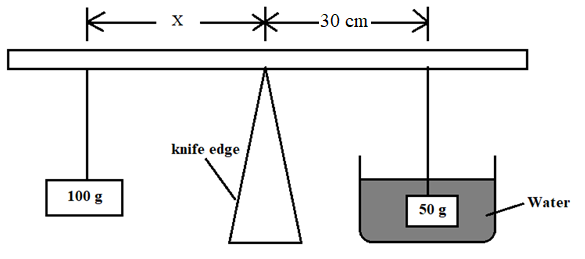 X
30 cm
knife edge
100 g
50 g
Water